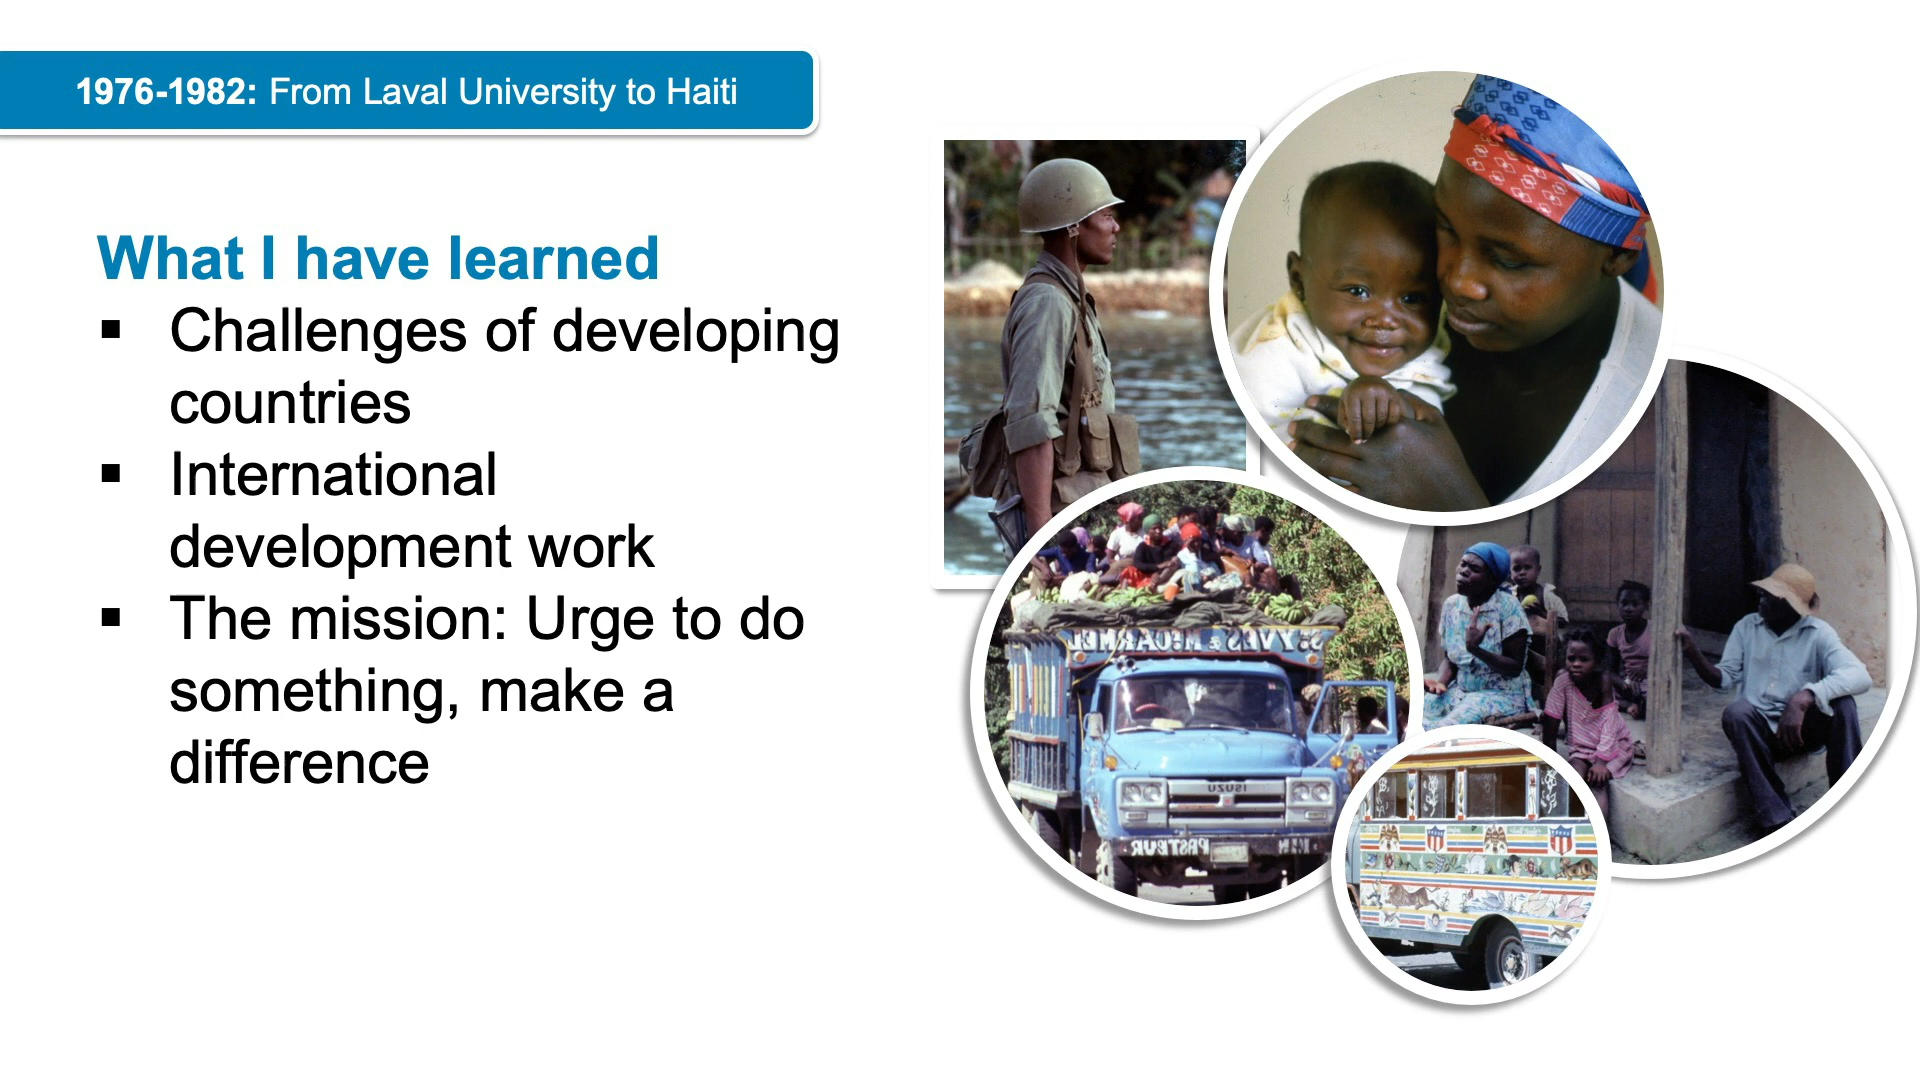 1976-1982: From Laval University to Haiti
What I have learned
▪ Challenges of developing
countries
▪ International
development work
▪ The mission: Urge to do
something, make a
difference
ISUZU
PASTEUR